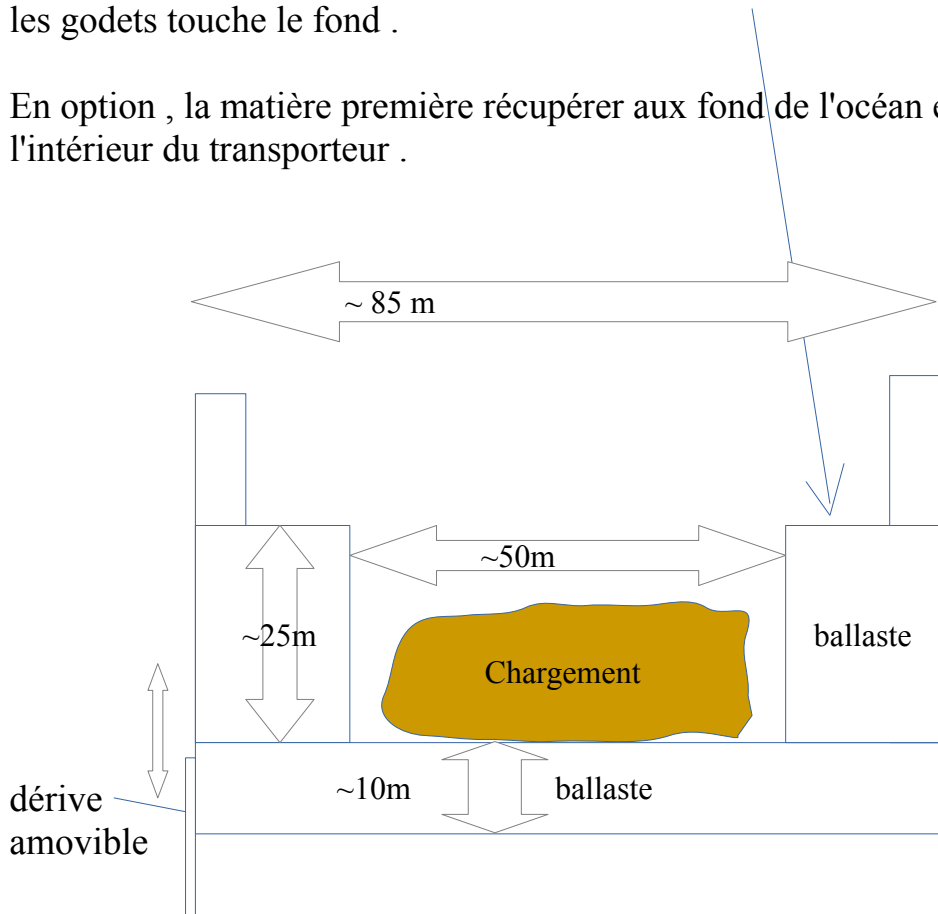 les godets touche le fond .
En option , la matière première récupérer aux fond de l'océan
l'intérieur du transporteur .
~ 85 m
~50m
~25m
ballaste
Chargement
~10m
ballaste
dérive
amovible